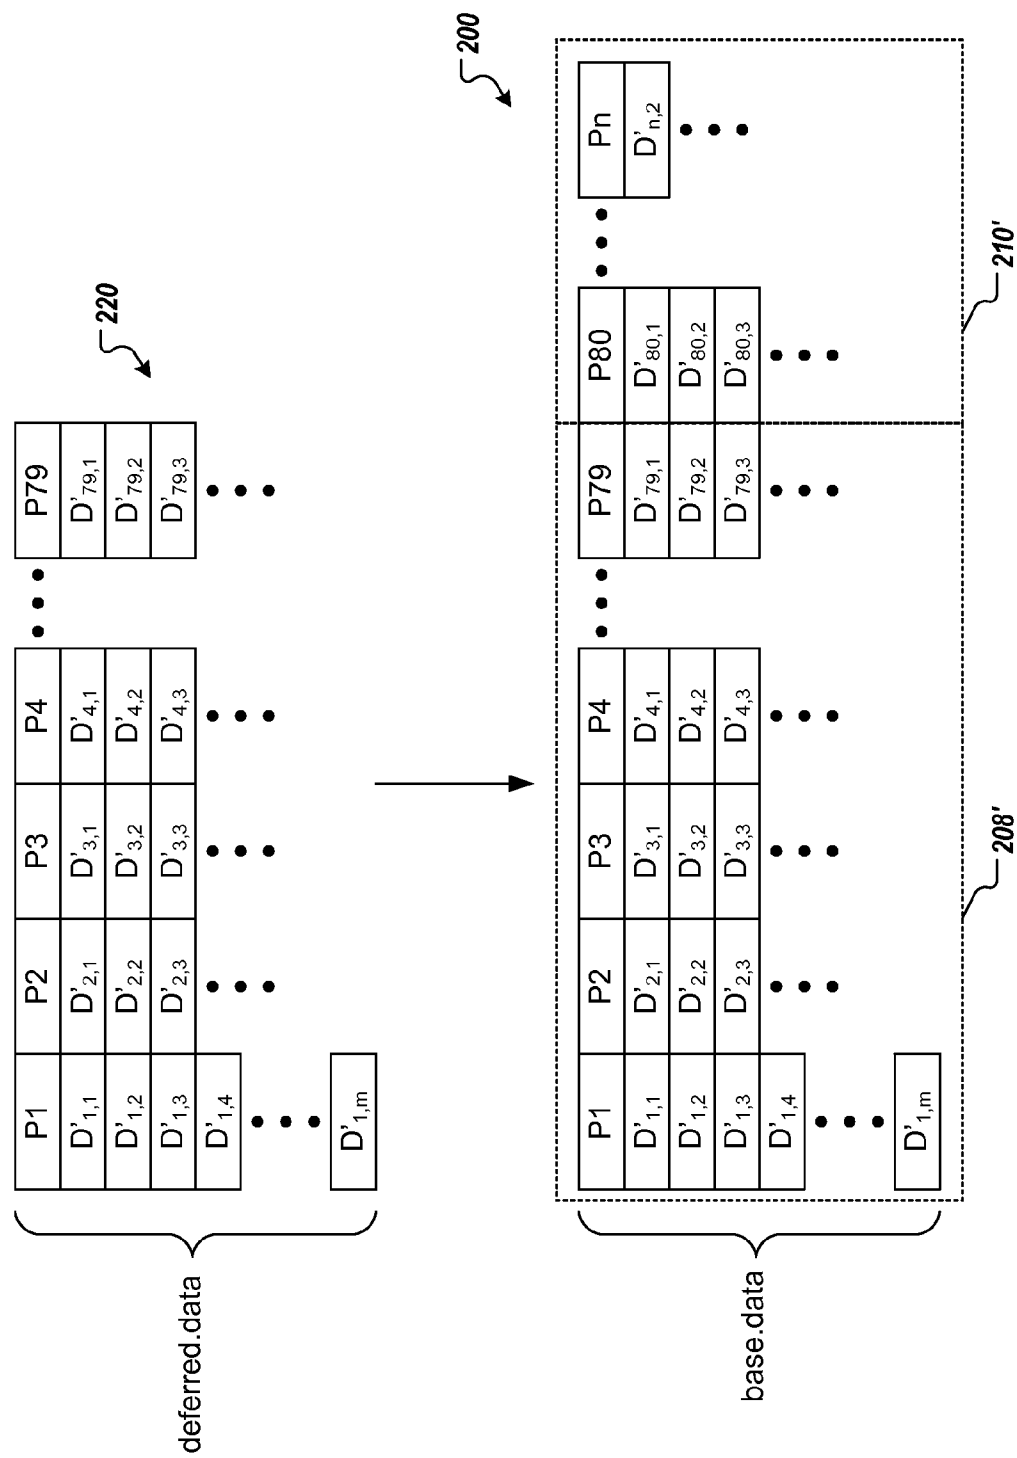 220
P1 P2 P3 P4 P79
D'1,1 D'2,1 D'3,1 D'4,1 D'79,1
D'1,2 D'2,2 D'3,2 D'4,2 D'79,2
D'1,3 D'2,3 D'3,3 D'4,3 D'79,3
D'1,4
D'1,m
deferred.data
200
P1 P2 P3 P4 P79 P80 Pn
D'1,1 D'2,1 D'3,1 D'4,1 D'79,1 D'80,1 D'n,2
D'1,2 D'2,2 D'3,2 D'4,2 D'79,2 D'80,2
D'1,3 D'2,3 D'3,3 D'4,3 D'79,3 D'80,3
D'1,4
D'1,m
base.data
208'
210'